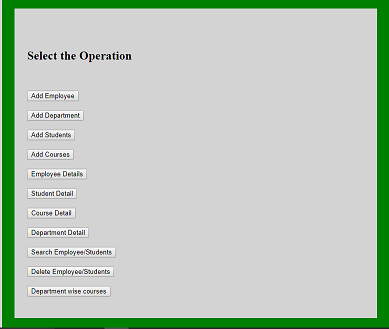 Select the Operation
Add Employee
Add Department
Add Students
Add Courses
Employee Details
Student Detail
Course Detail
Department Detail
Search Employee/Students
Delete Employee/Students
Department wise courses